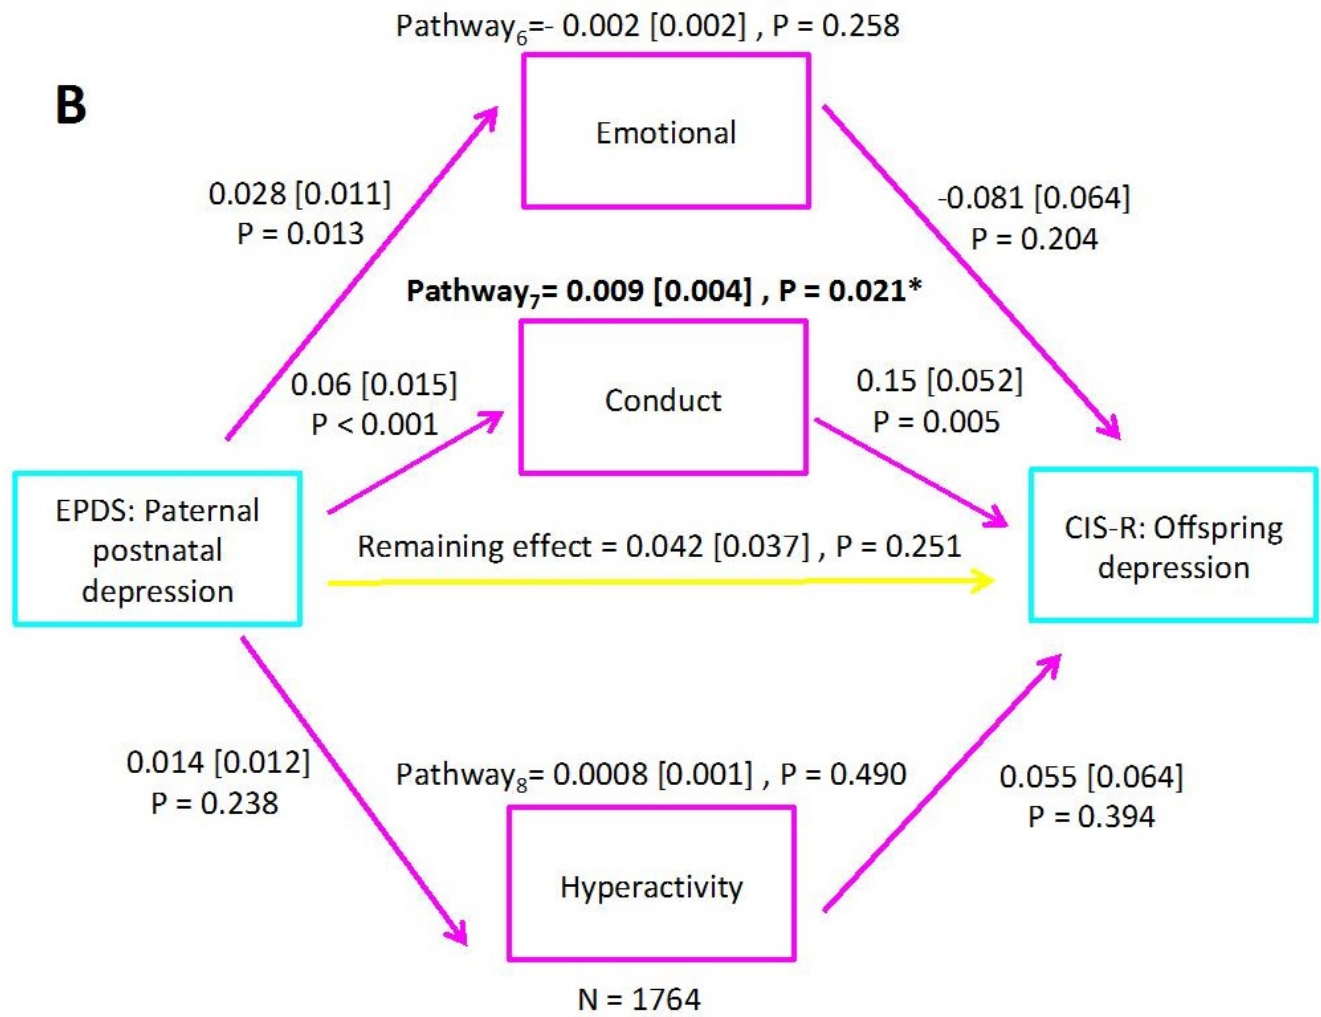 Pathway₆=- 0.002 [0.002] , P = 0.258
B
Emotional
0.028 [0.011]
P = 0.013
-0.081 [0.064]
P = 0.204
Pathway₇= 0.009 [0.004] , P = 0.021*
0.06 [0.015]
P < 0.001
Conduct
0.15 [0.052]
P = 0.005
EPDS: Paternal
postnatal
depression
Remaining effect = 0.042 [0.037] , P = 0.251
CIS-R: Offspring
depression
0.014 [0.012]
P = 0.238
Pathway₈= 0.0008 [0.001] , P = 0.490
0.055 [0.064]
P = 0.394
Hyperactivity
N = 1764